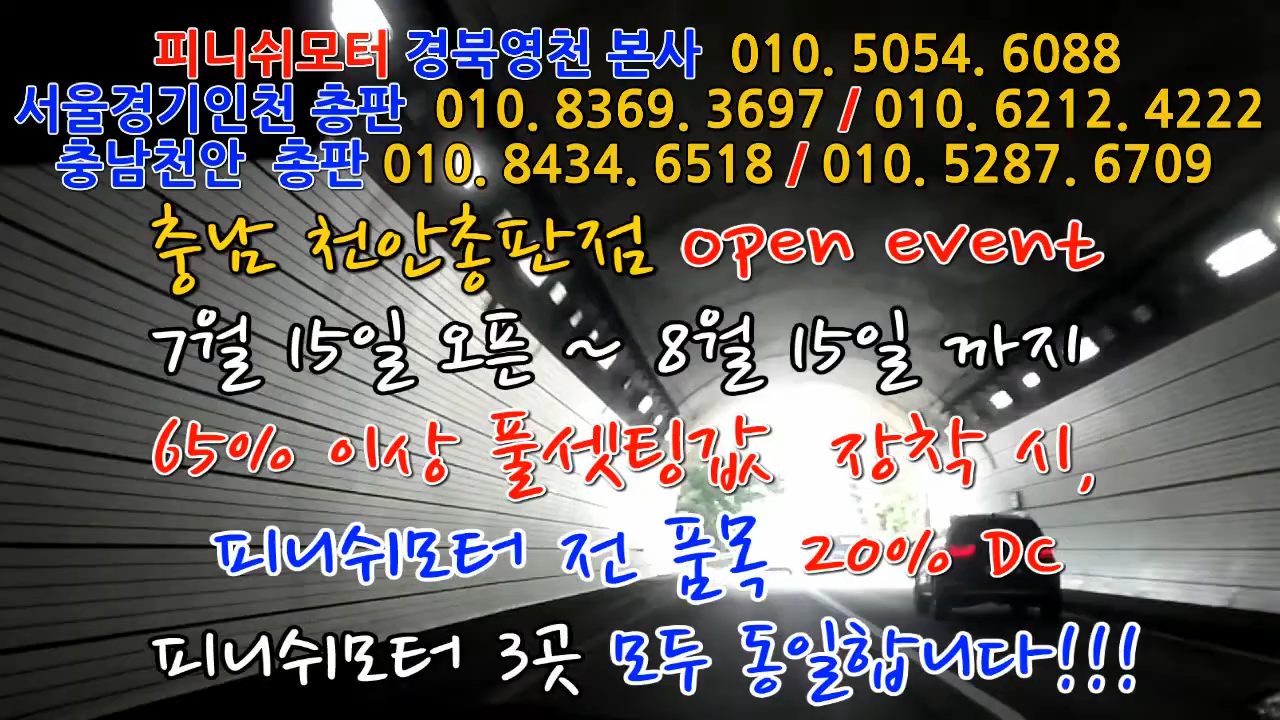 피니쉬모터 경북영천 본사 010. 5054. 6088
서울경기인천 총판 010. 8369. 3697 / 010. 6212. 4222
충남천안 총판 010. 8434. 6518 / 010. 5287. 6709
충남 천안총판점 open event
7월 15일 오픈 ~ 8월 15일 까지
65% 이상 풀셋팅값 장착 시,
피니쉬모터 전 품목 20% DC
피니쉬모터 3곳 모두 동일합니다!!!